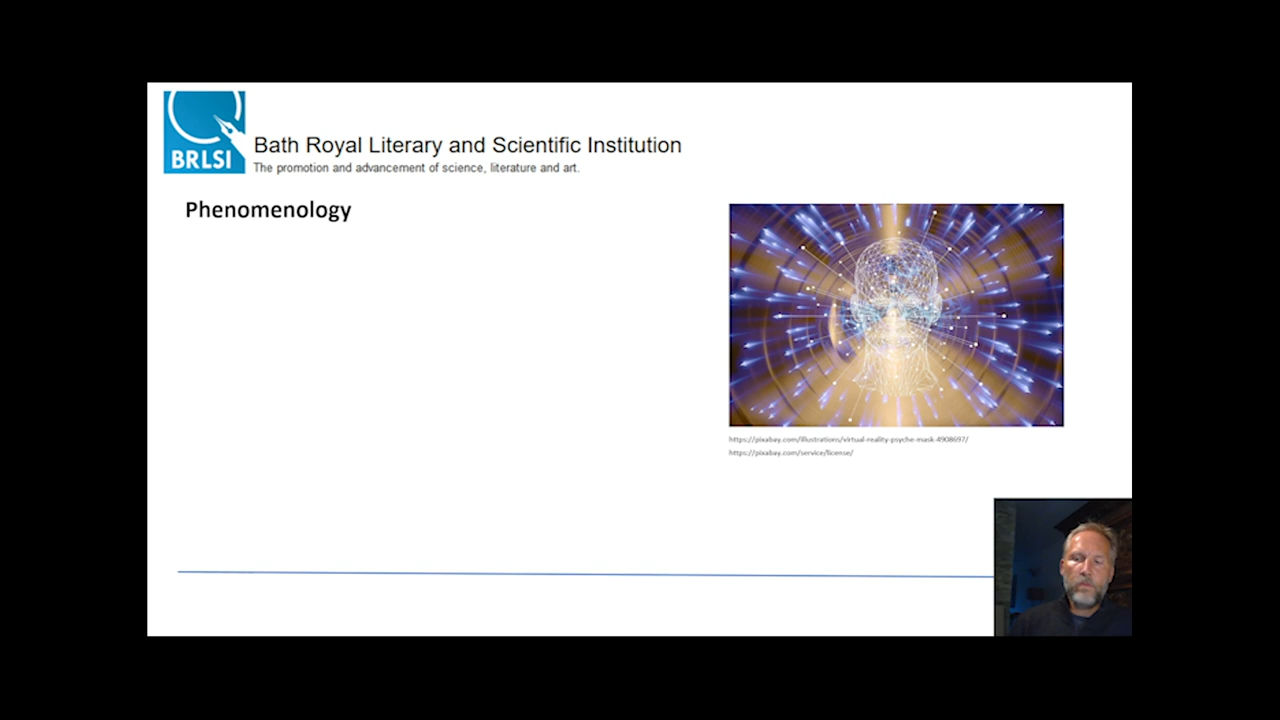 BRLSI
Bath Royal Literary and Scientific Institution
The promotion and advancement of science, literature and art.
Phenomenology
https://pixabay.com/illustrations/virtual-reality-psyche-mask-4908697/
https://pixabay.com/service/license/